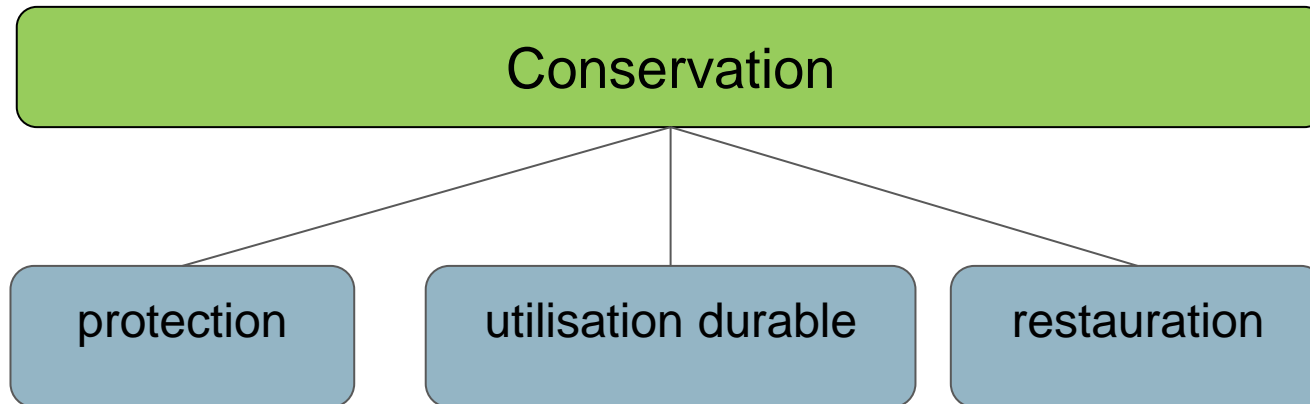 Conservation
protection
utilisation durable
restauration